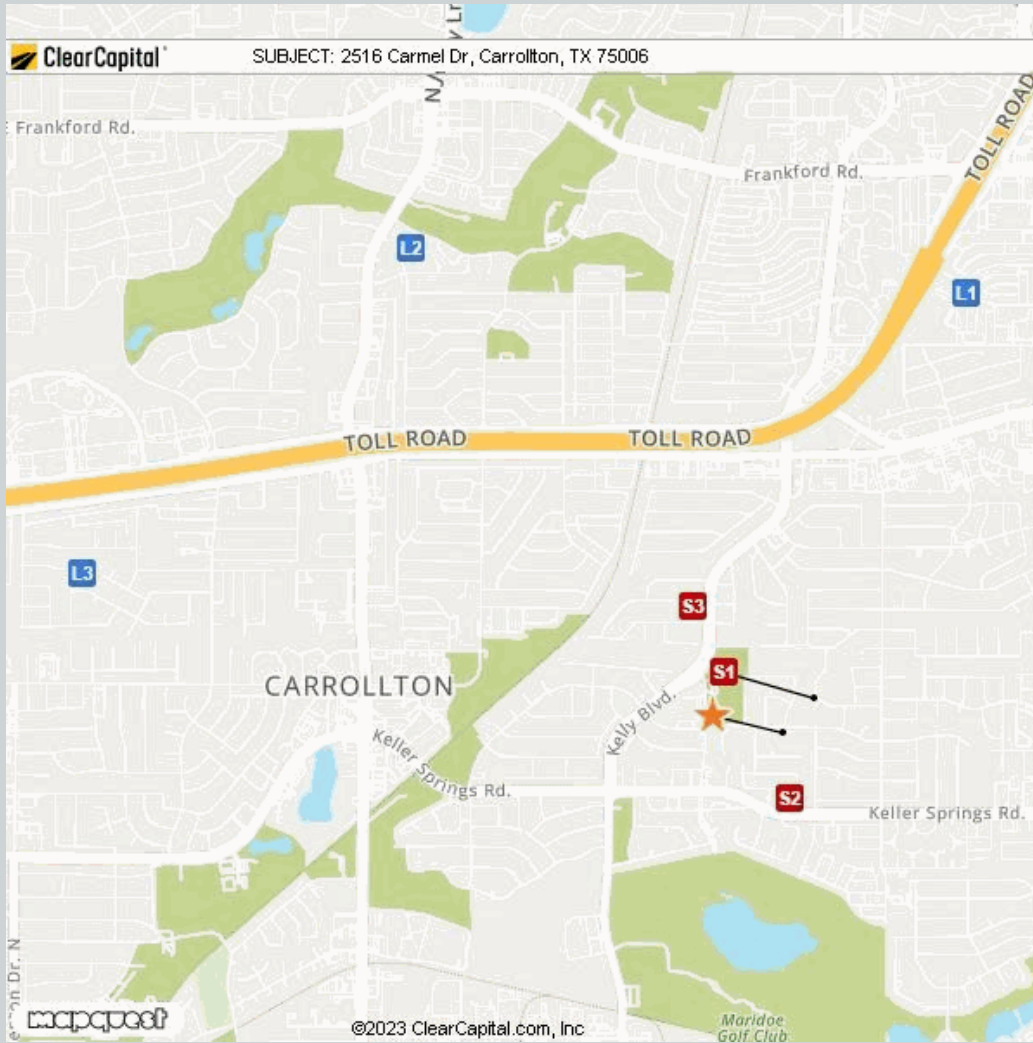 ClearCapital
SUBJECT: 2516 Carmel Dr, Carrollton, TX 75006
TOLL ROAD
Frankford Rd.
Frankford Rd.
L2
L1
TOLL ROAD
TOLL ROAD
L3
S3
S1
CARROLLTON
Kelly Blvd.
Keller Springs Rd.
S2
Keller Springs Rd.
mapquest
©2023 ClearCapital.com, Inc
Maridoe
Golf Club